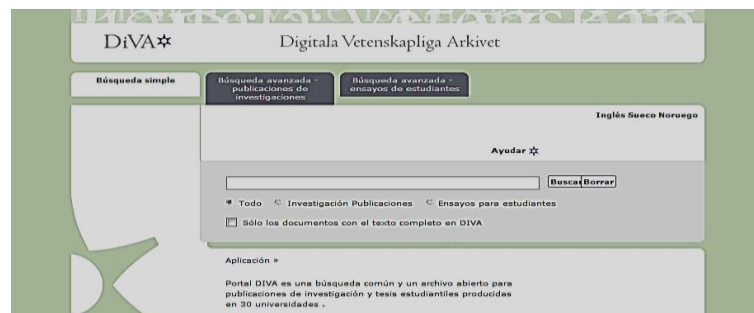 DiVA
Digitala Vetenskapliga Arkivet
Búsqueda simple
Búsqueda avanzada -
publicaciones de
investigaciones
Búsqueda avanzada -
ensayos de estudiantes
Inglés Sueco Noruego
Ayudar
Buscar Borrar
Todo Investigación Publicaciones Ensayos para estudiantes
Sólo los documentos con el texto completo en DIVA
Aplicación »
Portal DIVA es una búsqueda común y un archivo abierto para
publicaciones de investigación y tesis estudiantiles producidas
en 30 universidades .